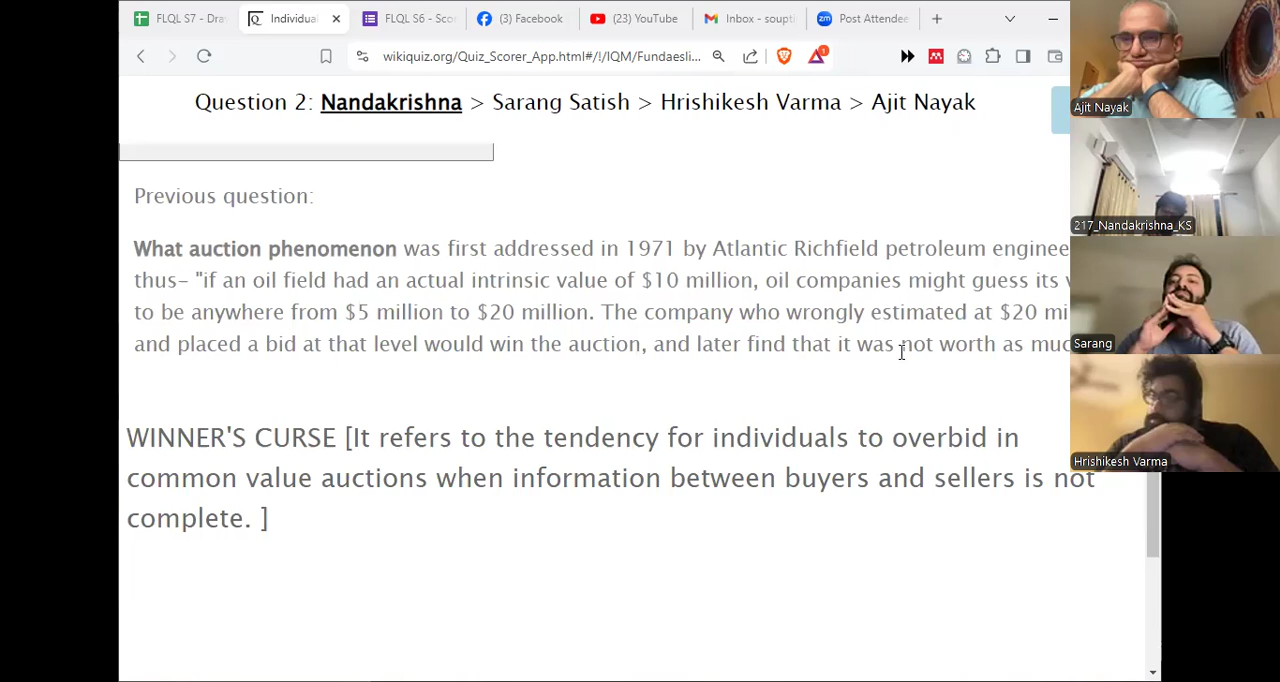 FLQL S7 - Dra
Individual
FLQL S6 - Sco
(3) Facebook
(23) YouTube
Inbox - soupti
Post Attendee
wikiquiz.org/Quiz_Scorer_App.html#/!/IQM/Fundaesli...
1
Question 2: Nandakrishna > Sarang Satish > Hrishikesh Varma > Ajit Nayak
Previous question:
What auction phenomenon was first addressed in 1971 by Atlantic Richfield petroleum enginee
thus- "if an oil field had an actual intrinsic value of $10 million, oil companies might guess its v
to be anywhere from $5 million to $20 million. The company who wrongly estimated at $20 mi
and placed a bid at that level would win the auction, and later find that it was not worth as muc
WINNER'S CURSE [It refers to the tendency for individuals to overbid in
common value auctions when information between buyers and sellers is not
complete. ]
Ajit Nayak
217_Nandakrishna_KS
Sarang
Hrishikesh Varma